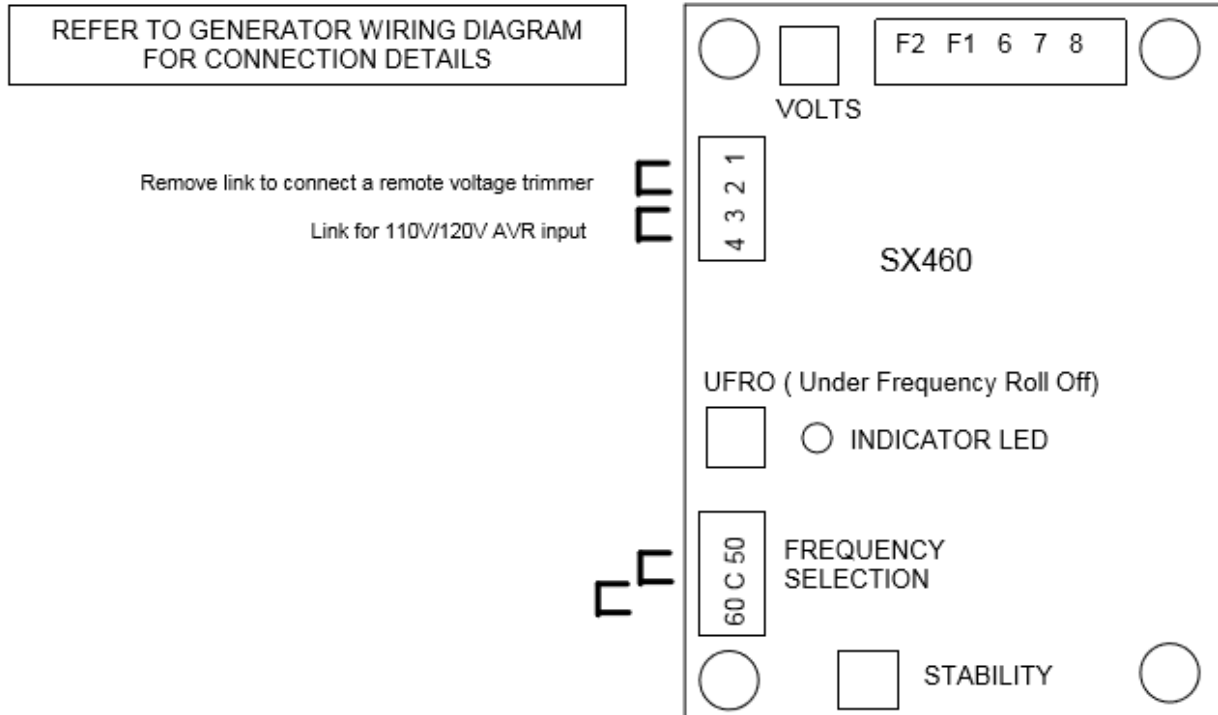 REFER TO GENERATOR WIRING DIAGRAM
FOR CONNECTION DETAILS
F2 F1 6 7 8
VOLTS
Remove link to connect a remote voltage trimmer
Link for 110V/120V AVR input
4 3 2 1
SX460
UFRO ( Under Frequency Roll Off)
INDICATOR LED
60 C 50
FREQUENCY
SELECTION
STABILITY